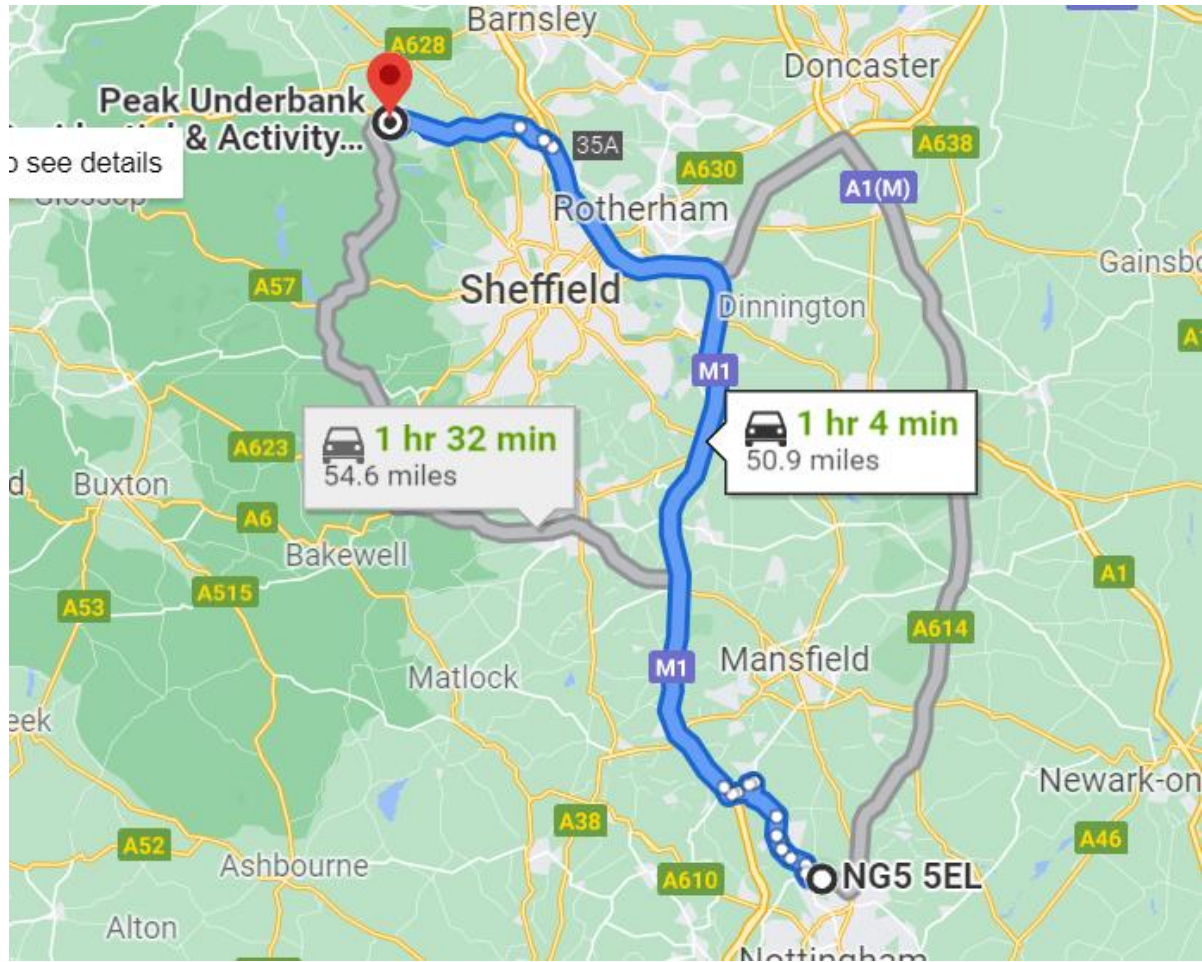 Barnsley
A628
Doncaster
Peak Underbank
& Activity...
o see details
35A
A638
A630
A1(M)
Rotherham
Gainsbo
A57
Sheffield
Dinnington
M1
1 hr 32 min
54.6 miles
1 hr 4 min
50.9 miles
A623
Buxton
A6
Bakewell
A1
A53
A515
A614
M1
Mansfield
Matlock
eek
Newark-on
A38
A46
A52
Ashbourne
A610
NG5 5EL
Alton
Nottingham